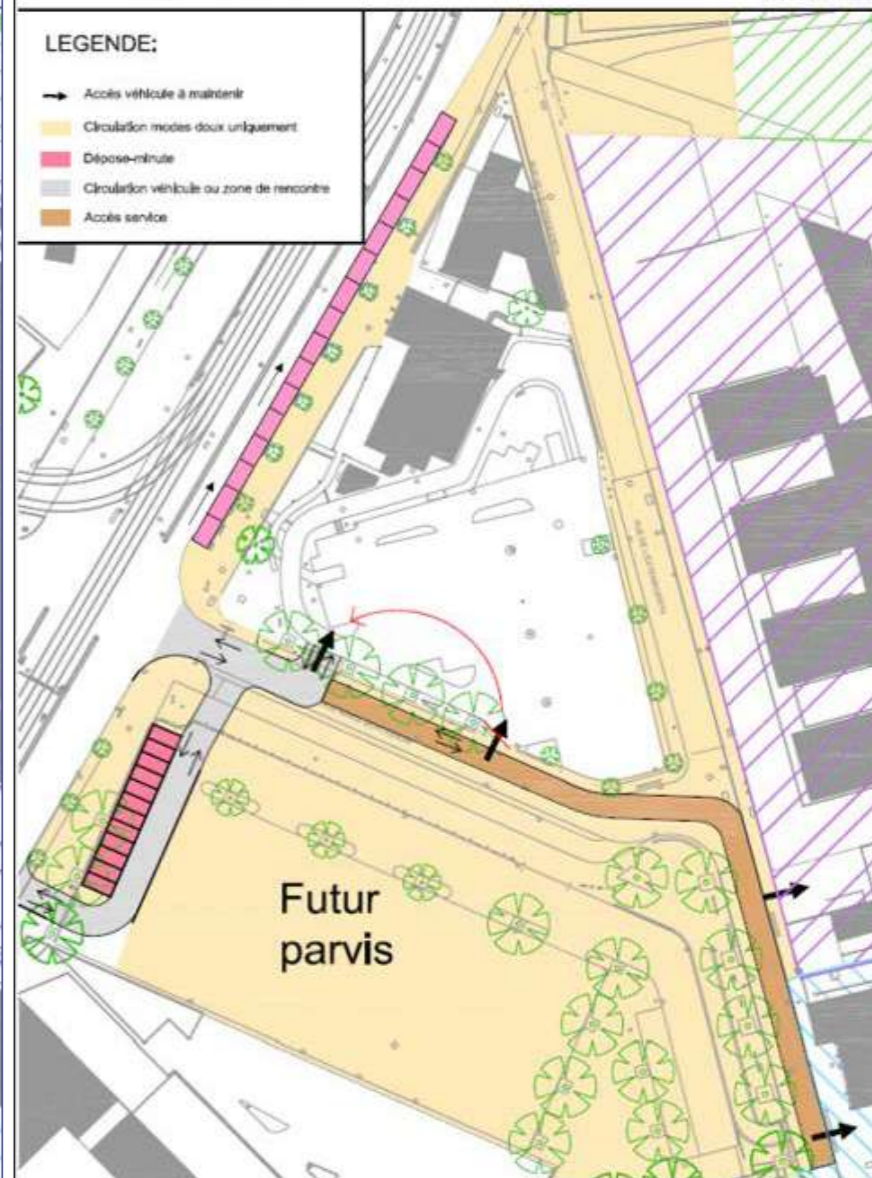 LEGENDE:
Accès véhicule à maintenir
Circulation modes doux uniquement
Dépose-minute
Circulation véhicule ou zone de rencontre
Accès service
Futur
parvis